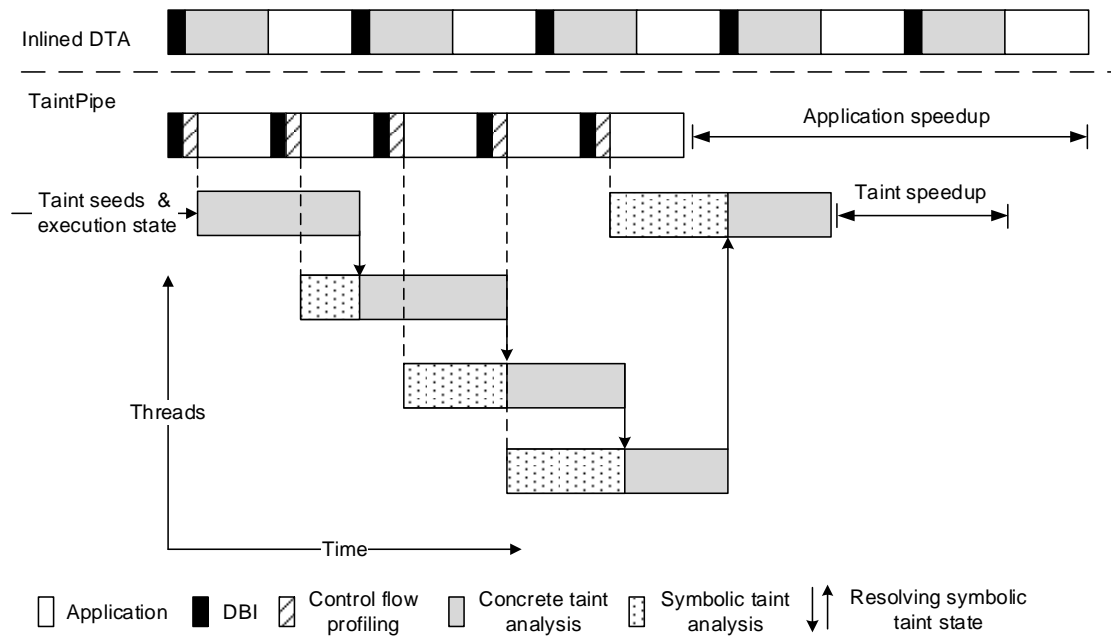 Inlined DTA
TaintPipe
Application speedup
Taint seeds &
execution state
Taint speedup
Threads
Time
Application
DBI
Control flow
profiling
Concrete taint
analysis
Symbolic taint
analysis
Resolving symbolic
taint state